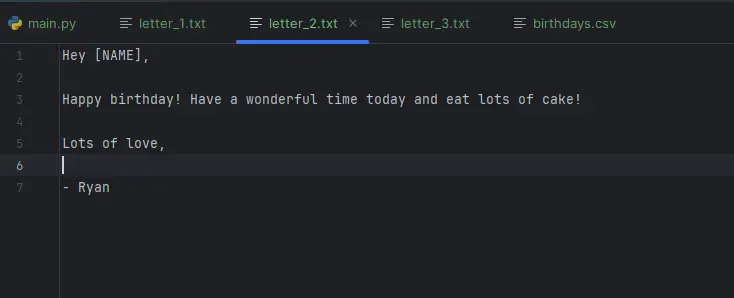 main.py letter_1.txt letter_2.txt letter_3.txt birthdays.csv
1 Hey [NAME],
2
3 Happy birthday! Have a wonderful time today and eat lots of cake!
4
5 Lots of love,
6
7 - Ryan